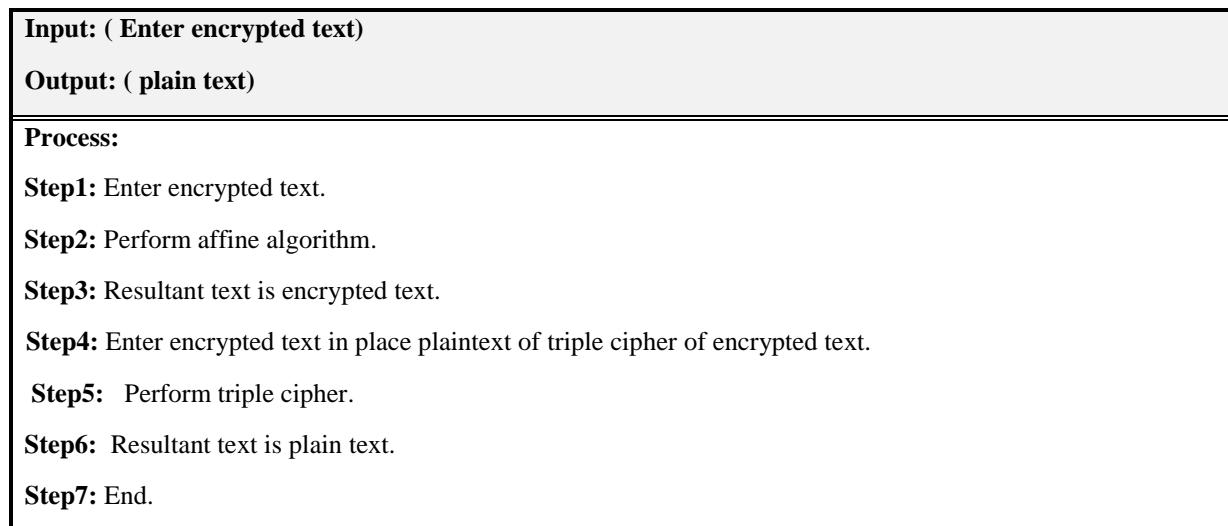 Input: ( Enter encrypted text)
Output: ( plain text)
Process:
Step1: Enter encrypted text.
Step2: Perform affine algorithm.
Step3: Resultant text is encrypted text.
Step4: Enter encrypted text in place plaintext of triple cipher of encrypted text.
Step5: Perform triple cipher.
Step6: Resultant text is plain text.
Step7: End.